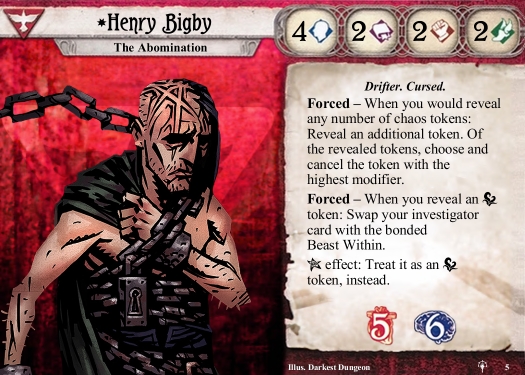 *Henry Bigby
The Abomination
4 2 2 2
Drifter. Cursed.
Forced – When you would reveal
any number of chaos tokens:
Reveal an additional token. Of
the revealed tokens, choose and
cancel the token with the
highest modifier.
Forced – When you reveal an
token: Swap your investigator
card with the bonded
Beast Within.
effect: Treat it as an
token, instead.
5 6
Illus. Darkest Dungeon
5